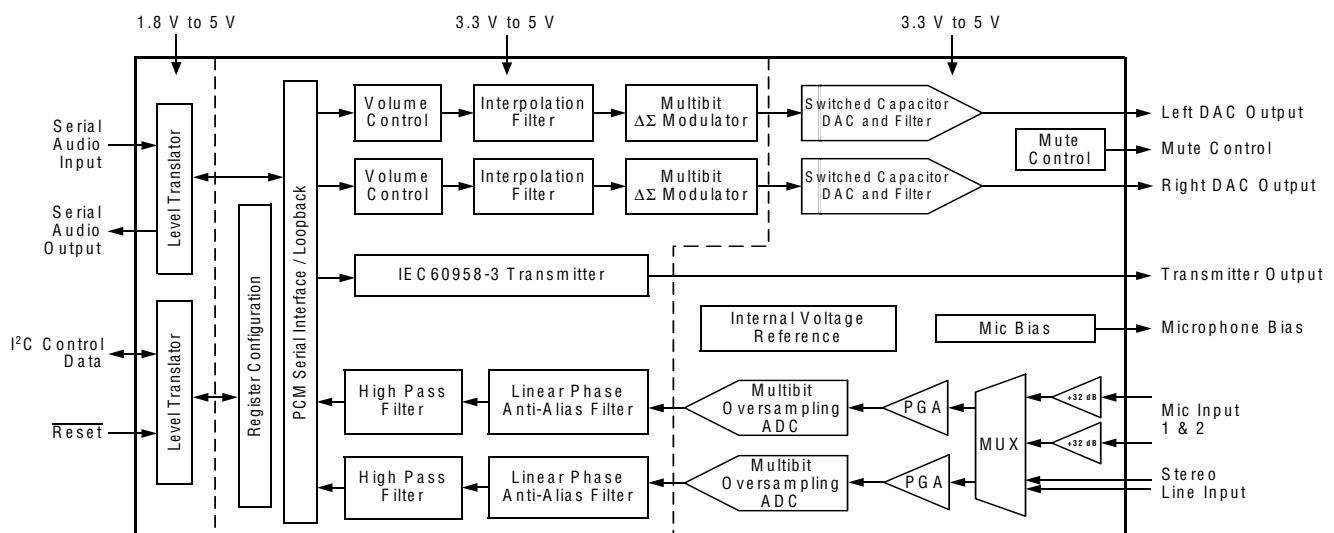 1.8 V to 5 V
3.3 V to 5 V
3.3 V to 5 V
Serial
Audio
Input
Serial
Audio
Output
I²C Control
Data
Reset
Level Translator
Level Translator
Register Configuration
PCM Serial Interface / Loopback
Volume
Control
Interpolation
Filter
Multibit
ΔΣ Modulator
Switched Capacitor
DAC and Filter
Left DAC Output
Mute
Control
Mute Control
Volume
Control
Interpolation
Filter
Multibit
ΔΣ Modulator
Switched Capacitor
DAC and Filter
Right DAC Output
IEC60958-3 Transmitter
Transmitter Output
Internal Voltage
Reference
Mic Bias
Microphone Bias
High Pass
Filter
Linear Phase
Anti-Alias Filter
Multibit
Oversampling
ADC
PGA
MUX
+32 dB
+32 dB
Mic Input
1 & 2
High Pass
Filter
Linear Phase
Anti-Alias Filter
Multibit
Oversampling
ADC
PGA
Stereo
Line Input